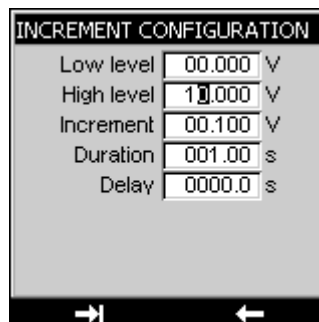 INCREMENT CONFIGURATION
Low level 00.000 V
High level 10.000 V
Increment 00.100 V
Duration 001.00 s
Delay 0000.0 s